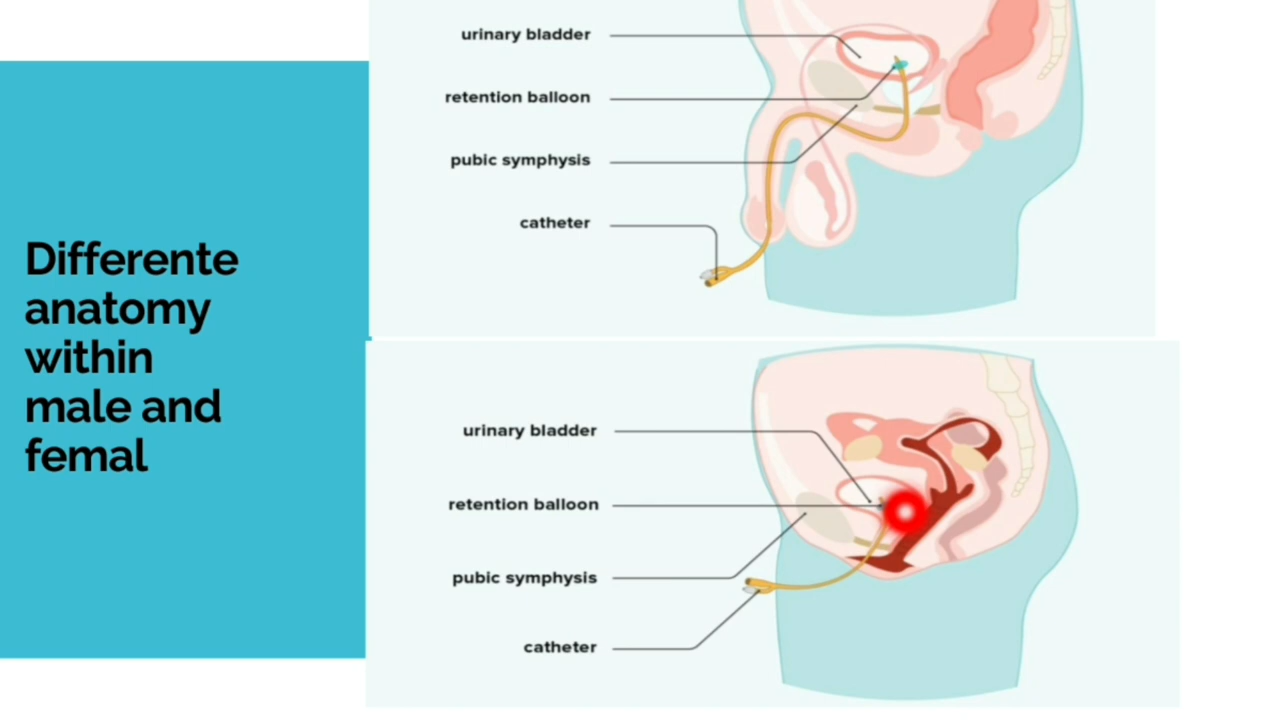 Differente
anatomy
within
male and
femal
urinary bladder
retention balloon
pubic symphysis
catheter
urinary bladder
retention balloon
pubic symphysis
catheter